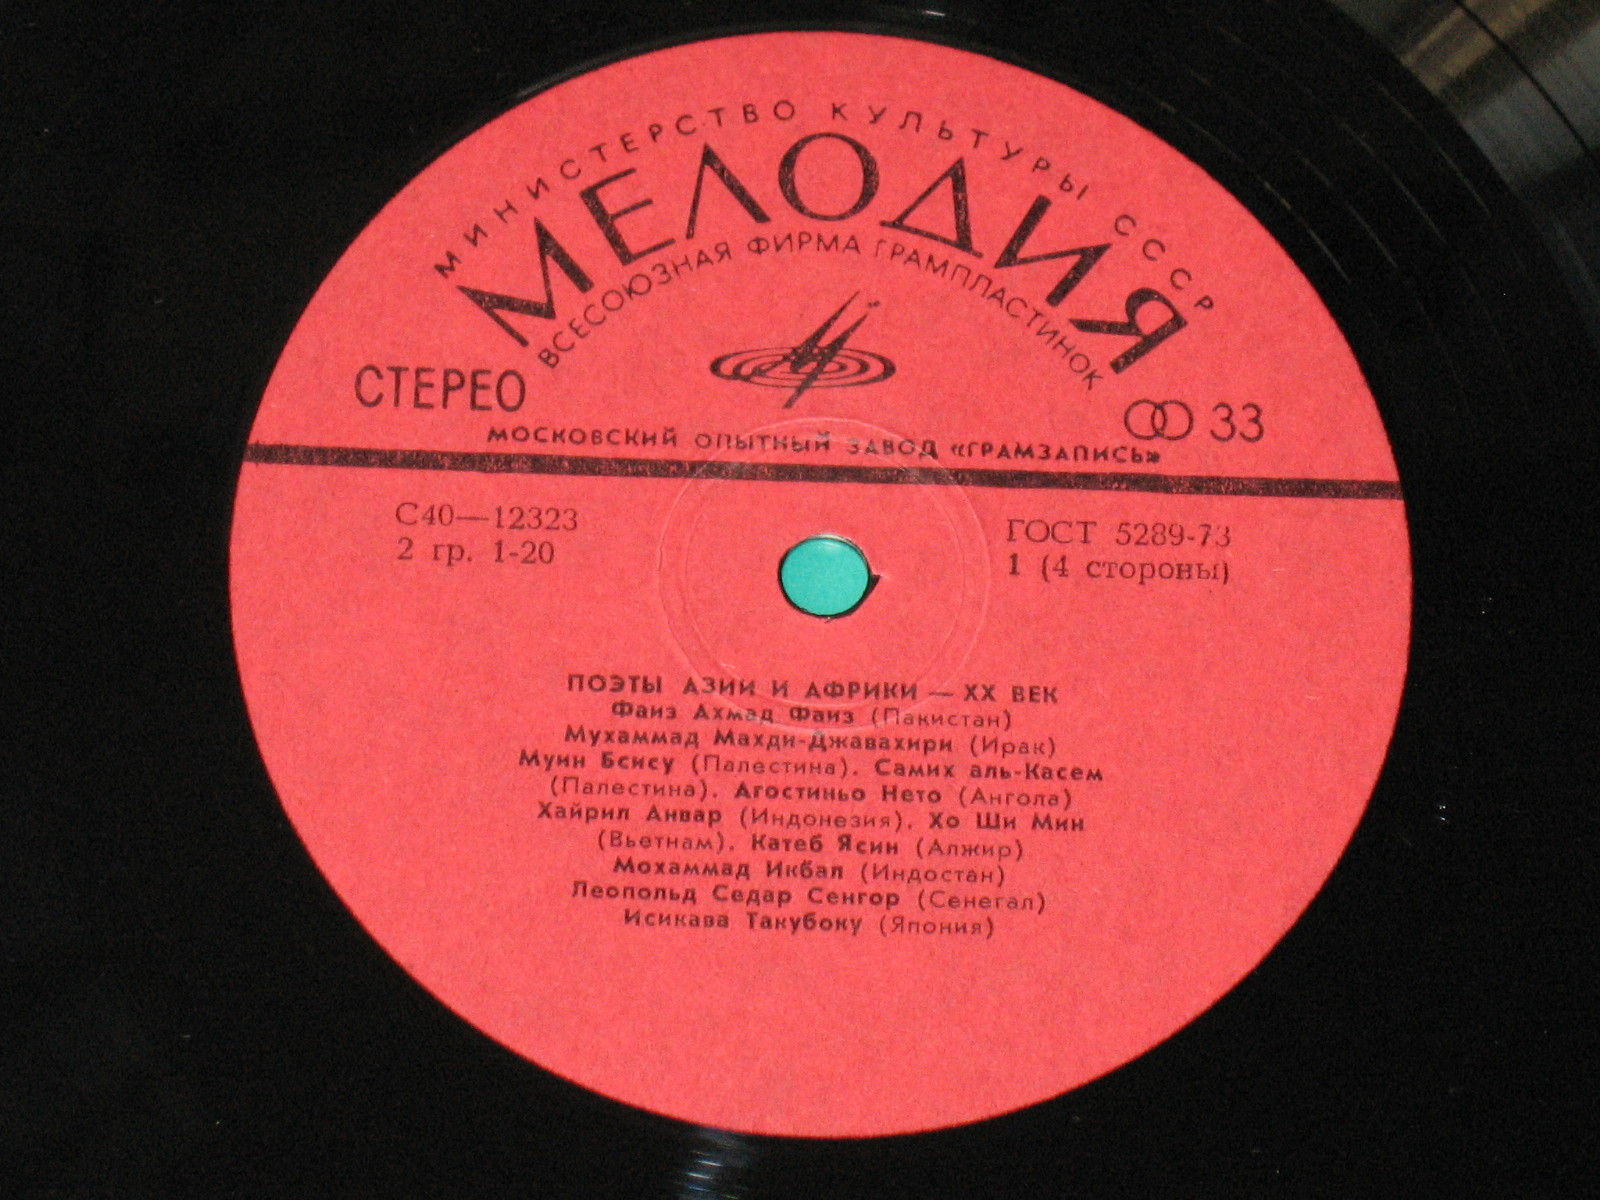 МИНИСТЕРСТВО КУЛЬТУРЫ СССР
МЕЛОДИЯ
ВСЕСОЮЗНАЯ ФИРМА ГРАМПЛАСТИНОК
СТЕРЕО
33
МОСКОВСКИЙ ОПЫТНЫЙ ЗАВОД «ГРАМЗАПИСЬ»
С40—12323
2 гр. 1-20
ГОСТ 5289-73
1 (4 стороны)
ПОЭТЫ АЗИИ И АФРИКИ — XX ВЕК
Фаиз Ахмад Фаиз (Пакистан)
Мухаммад Махди-Джавахири (Ирак)
Муин Бсису (Палестина). Самих аль-Касем
(Палестина). Агостиньо Нето (Ангола)
Хайрил Анвар (Индонезия). Хо Ши Мин
(Вьетнам). Катеб Ясин (Алжир)
Мохаммад Икбал (Индостан)
Леопольд Седар Сенгор (Сенегал)
Исикава Такубоку (Япония)